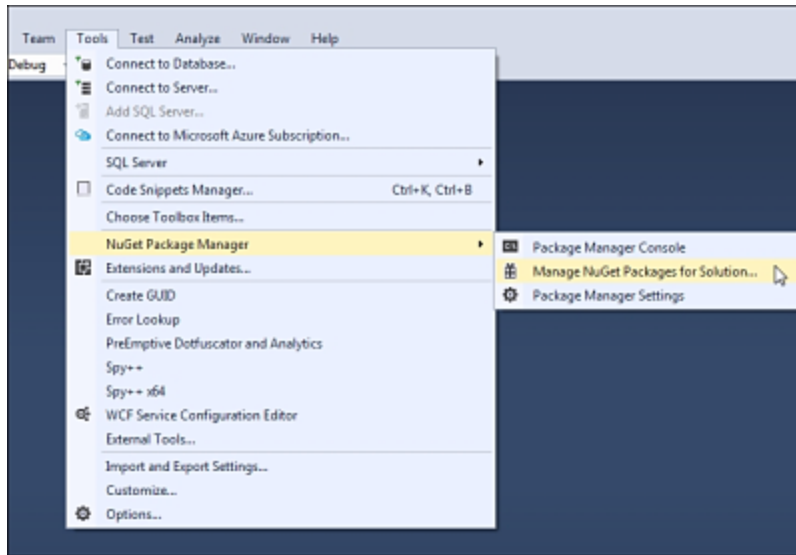 Team Tools Test Analyze Window Help
Debug
Connect to Database...
Connect to Server...
Add SQL Server...
Connect to Microsoft Azure Subscription...
SQL Server
Code Snippets Manager... Ctrl+K, Ctrl+B
Choose Toolbox Items...
NuGet Package Manager
Package Manager Console
Extensions and Updates...
Manage NuGet Packages for Solution...
Package Manager Settings
Create GUID
Error Lookup
PreEmptive Dotfuscator and Analytics
Spy++
Spy++ x64
WCF Service Configuration Editor
External Tools...
Import and Export Settings...
Customize...
Options...